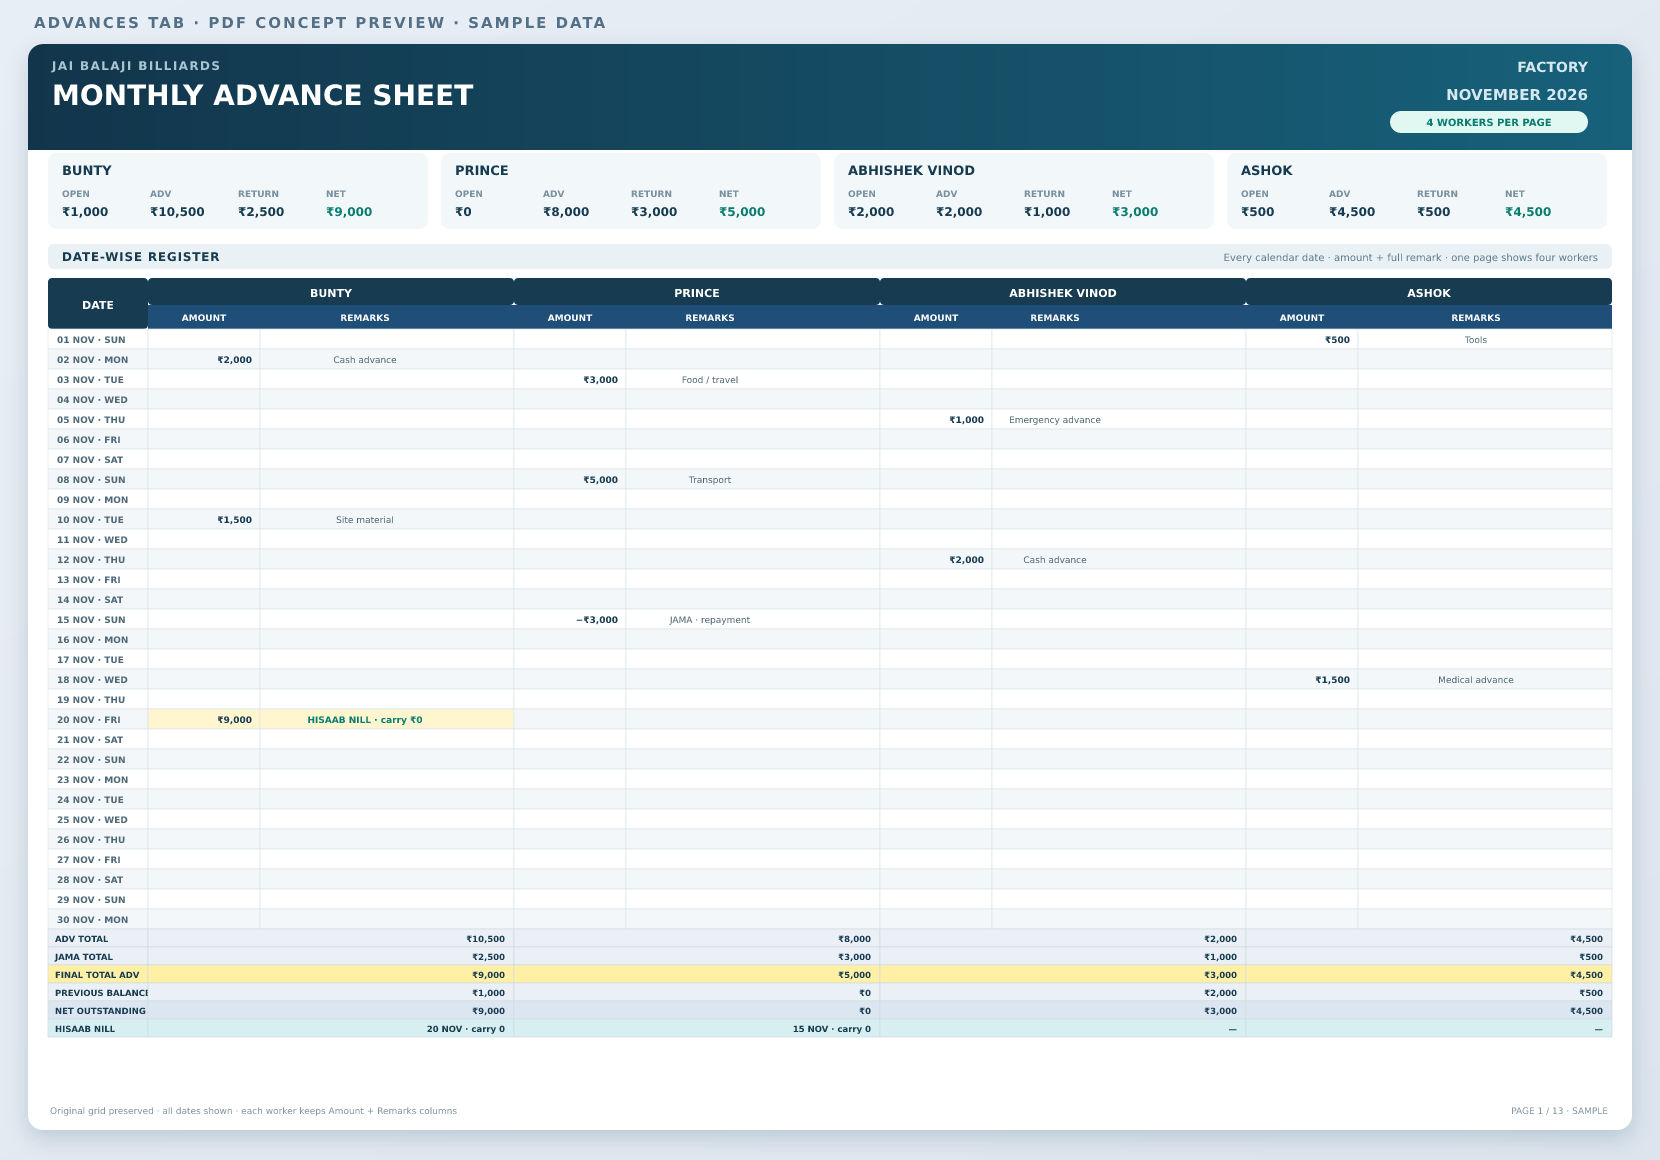 ADVANCES TAB · PDF CONCEPT PREVIEW · SAMPLE DATA
JAI BALAJI BILLIARDS
MONTHLY ADVANCE SHEET
FACTORY
NOVEMBER 2026
4 WORKERS PER PAGE
BUNTY
OPEN ADV RETURN NET
₹1,000 ₹10,500 ₹2,500 ₹9,000
PRINCE
OPEN ADV RETURN NET
₹0 ₹8,000 ₹3,000 ₹5,000
ABHISHEK VINOD
OPEN ADV RETURN NET
₹2,000 ₹2,000 ₹1,000 ₹3,000
ASHOK
OPEN ADV RETURN NET
₹500 ₹4,500 ₹500 ₹4,500
DATE-WISE REGISTER Every calendar date · amount + full remark · one page shows four workers
DATE BUNTY PRINCE ABHISHEK VINOD ASHOK
AMOUNT REMARKS AMOUNT REMARKS AMOUNT REMARKS AMOUNT REMARKS
01 NOV · SUN ₹500 Tools
02 NOV · MON ₹2,000 Cash advance
03 NOV · TUE ₹3,000 Food / travel
04 NOV · WED
05 NOV · THU ₹1,000 Emergency advance
06 NOV · FRI
07 NOV · SAT
08 NOV · SUN ₹5,000 Transport
09 NOV · MON
10 NOV · TUE ₹1,500 Site material
11 NOV · WED
12 NOV · THU ₹2,000 Cash advance
13 NOV · FRI
14 NOV · SAT
15 NOV · SUN −₹3,000 JAMA · repayment
16 NOV · MON
17 NOV · TUE
18 NOV · WED ₹1,500 Medical advance
19 NOV · THU
20 NOV · FRI ₹9,000 HISAAB NILL · carry ₹0
21 NOV · SAT
22 NOV · SUN
23 NOV · MON
24 NOV · TUE
25 NOV · WED
26 NOV · THU
27 NOV · FRI
28 NOV · SAT
29 NOV · SUN
30 NOV · MON
ADV TOTAL ₹10,500 ₹8,000 ₹2,000 ₹4,500
JAMA TOTAL ₹2,500 ₹3,000 ₹1,000 ₹500
FINAL TOTAL ADV ₹9,000 ₹5,000 ₹3,000 ₹4,500
PREVIOUS BALANCE ₹1,000 ₹0 ₹2,000 ₹500
NET OUTSTANDING ₹9,000 ₹0 ₹3,000 ₹4,500
HISAAB NILL 20 NOV · carry 0 15 NOV · carry 0 — —
Original grid preserved · all dates shown · each worker keeps Amount + Remarks columns
PAGE 1 / 13 · SAMPLE